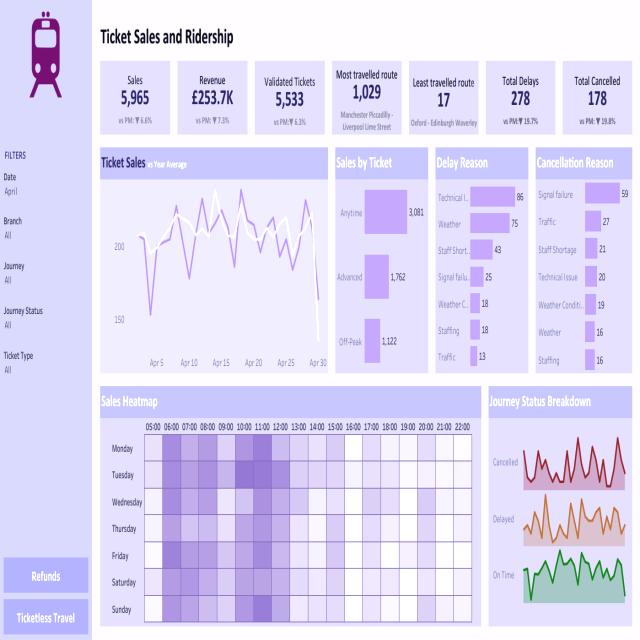 Ticket Sales and Ridership
Sales
5,965
vs PM:▼ 6.6%
Revenue
£253.7K
vs PM:▼ 7.3%
Validated Tickets
5,533
vs PM:▼ 6.3%
Most travelled route
1,029
Manchester Piccadilly -
Liverpool Lime Street
Least travelled route
17
Oxford - Edinburgh Waverley
Total Delays
278
vs PM:▼ 19.7%
Total Cancelled
178
vs PM:▼ 19.8%
FILTERS
Date
April
Branch
All
Journey
All
Journey Status
All
Ticket Type
All
Refunds
Ticketless Travel
Ticket Sales vs Year Average
200
150
Apr 5 Apr 10 Apr 15 Apr 20 Apr 25 Apr 30
Sales by Ticket
Anytime 3,081
Advanced 1,762
Off-Peak 1,122
Delay Reason
Technical I.. 86
Weather 75
Staff Short.. 43
Signal failu.. 25
Weather C.. 18
Staffing 18
Traffic 13
Cancellation Reason
Signal failure 59
Traffic 27
Staff Shortage 21
Technical Issue 20
Weather Conditi.. 19
Weather 16
Staffing 16
Sales Heatmap
05:00 06:00 07:00 08:00 09:00 10:00 11:00 12:00 13:00 14:00 15:00 16:00 17:00 18:00 19:00 20:00 21:00 22:00
Monday
Tuesday
Wednesday
Thursday
Friday
Saturday
Sunday
Journey Status Breakdown
Cancelled
Delayed
On Time